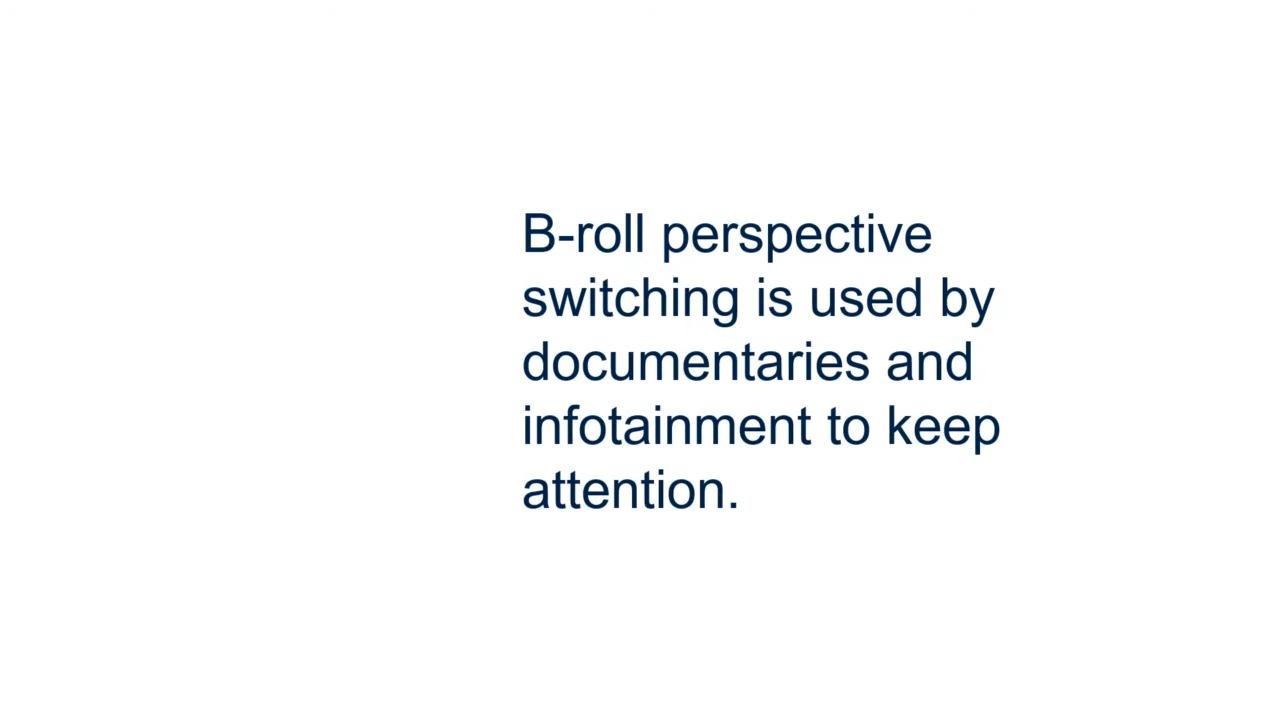 B-roll perspective
switching is used by
documentaries and
infotainment to keep
attention.